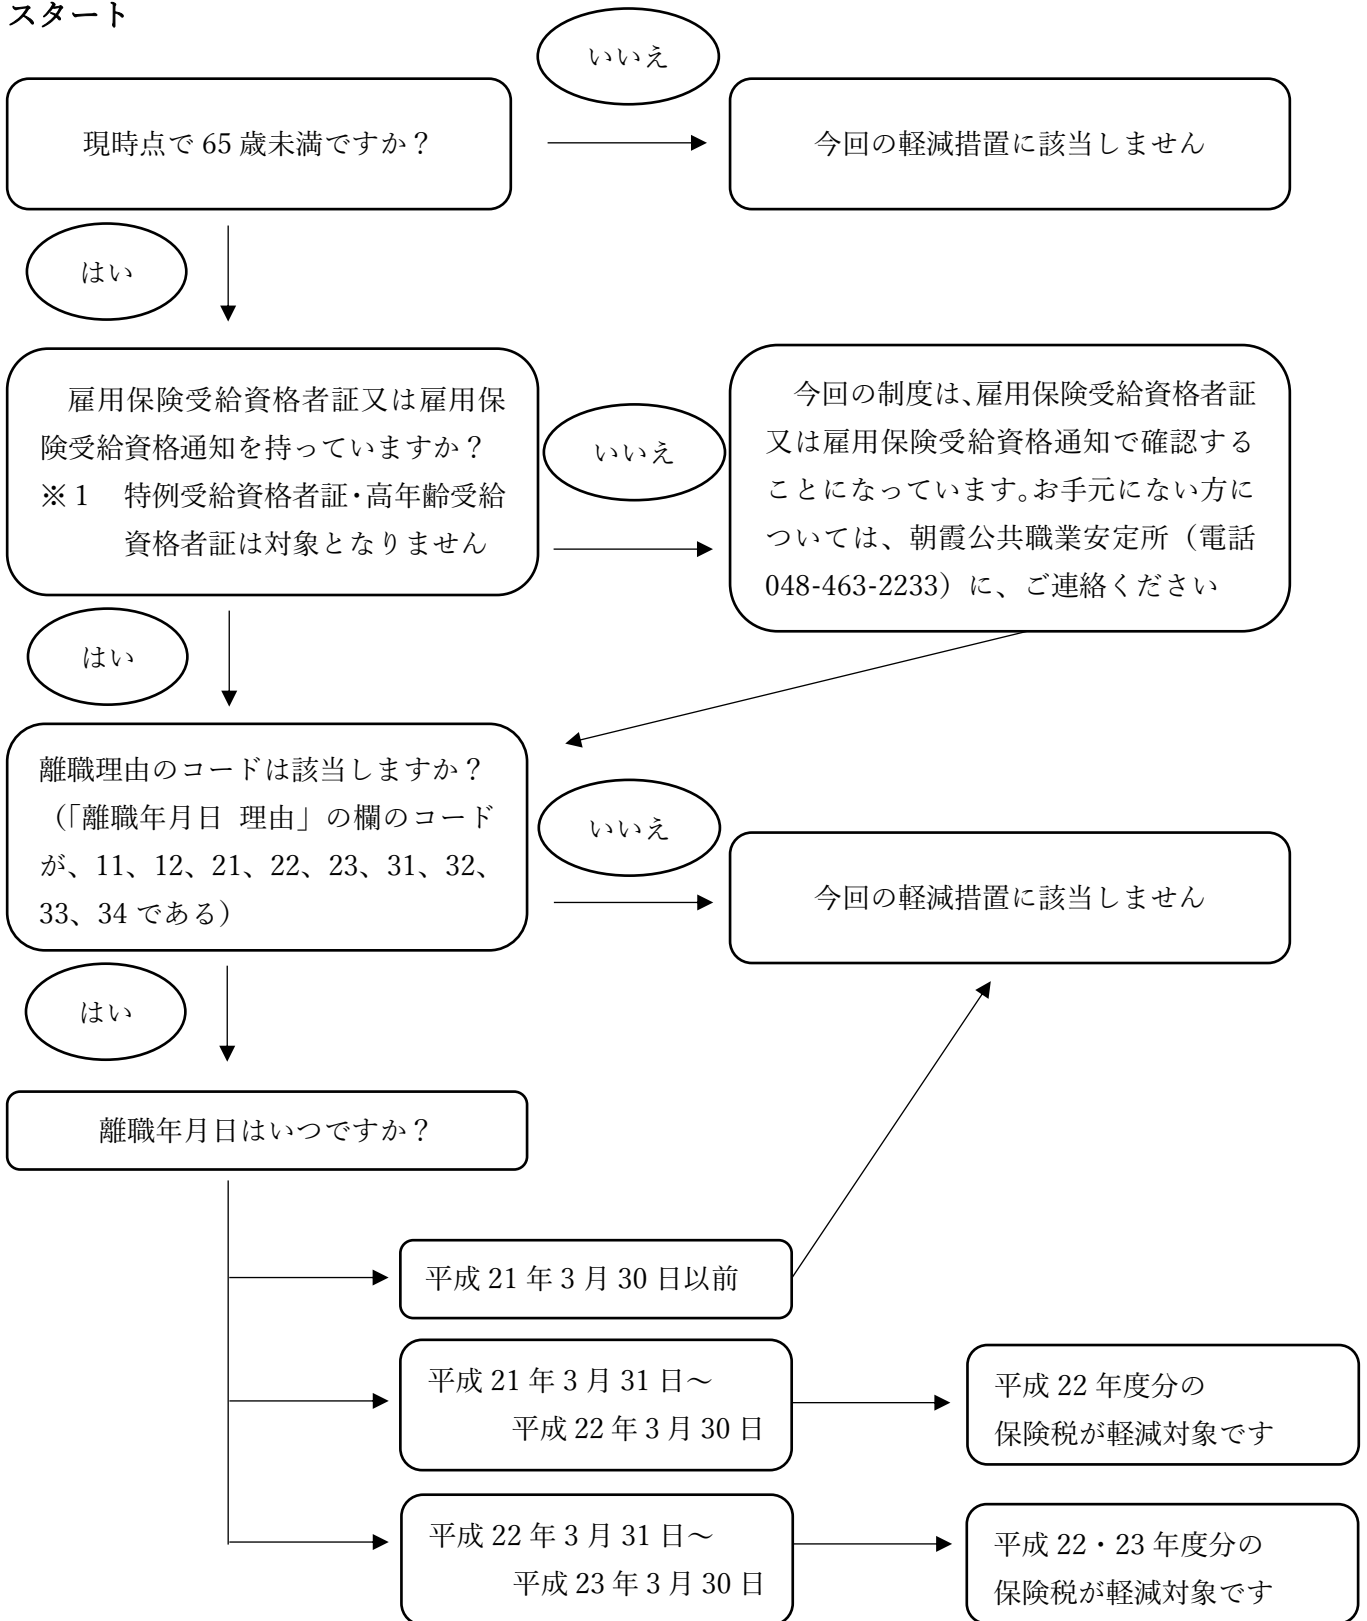 スタート
いいえ
現時点で 65 歳未満ですか？
今回の軽減措置に該当しません
はい
雇用保険受給資格者証又は雇用保
険受給資格通知を持っていますか？
※１　特例受給資格者証・高年齢受給
資格者証は対象となりません
いいえ
今回の制度は、雇用保険受給資格者証
又は雇用保険受給資格通知で確認する
ことになっています。お手元にない方に
ついては、朝霞公共職業安定所（電話
048-463-2233）に、ご連絡ください
はい
離職理由のコードは該当しますか？
（「離職年月日 理由」の欄のコード
が、11、12、21、22、23、31、32、
33、34 である）
いいえ
今回の軽減措置に該当しません
はい
離職年月日はいつですか？
平成 21 年 3 月 30 日以前
平成 21 年 3 月 31 日～
平成 22 年 3 月 30 日
平成 22 年度分の
保険税が軽減対象です
平成 22 年 3 月 31 日～
平成 23 年 3 月 30 日
平成 22・23 年度分の
保険税が軽減対象です